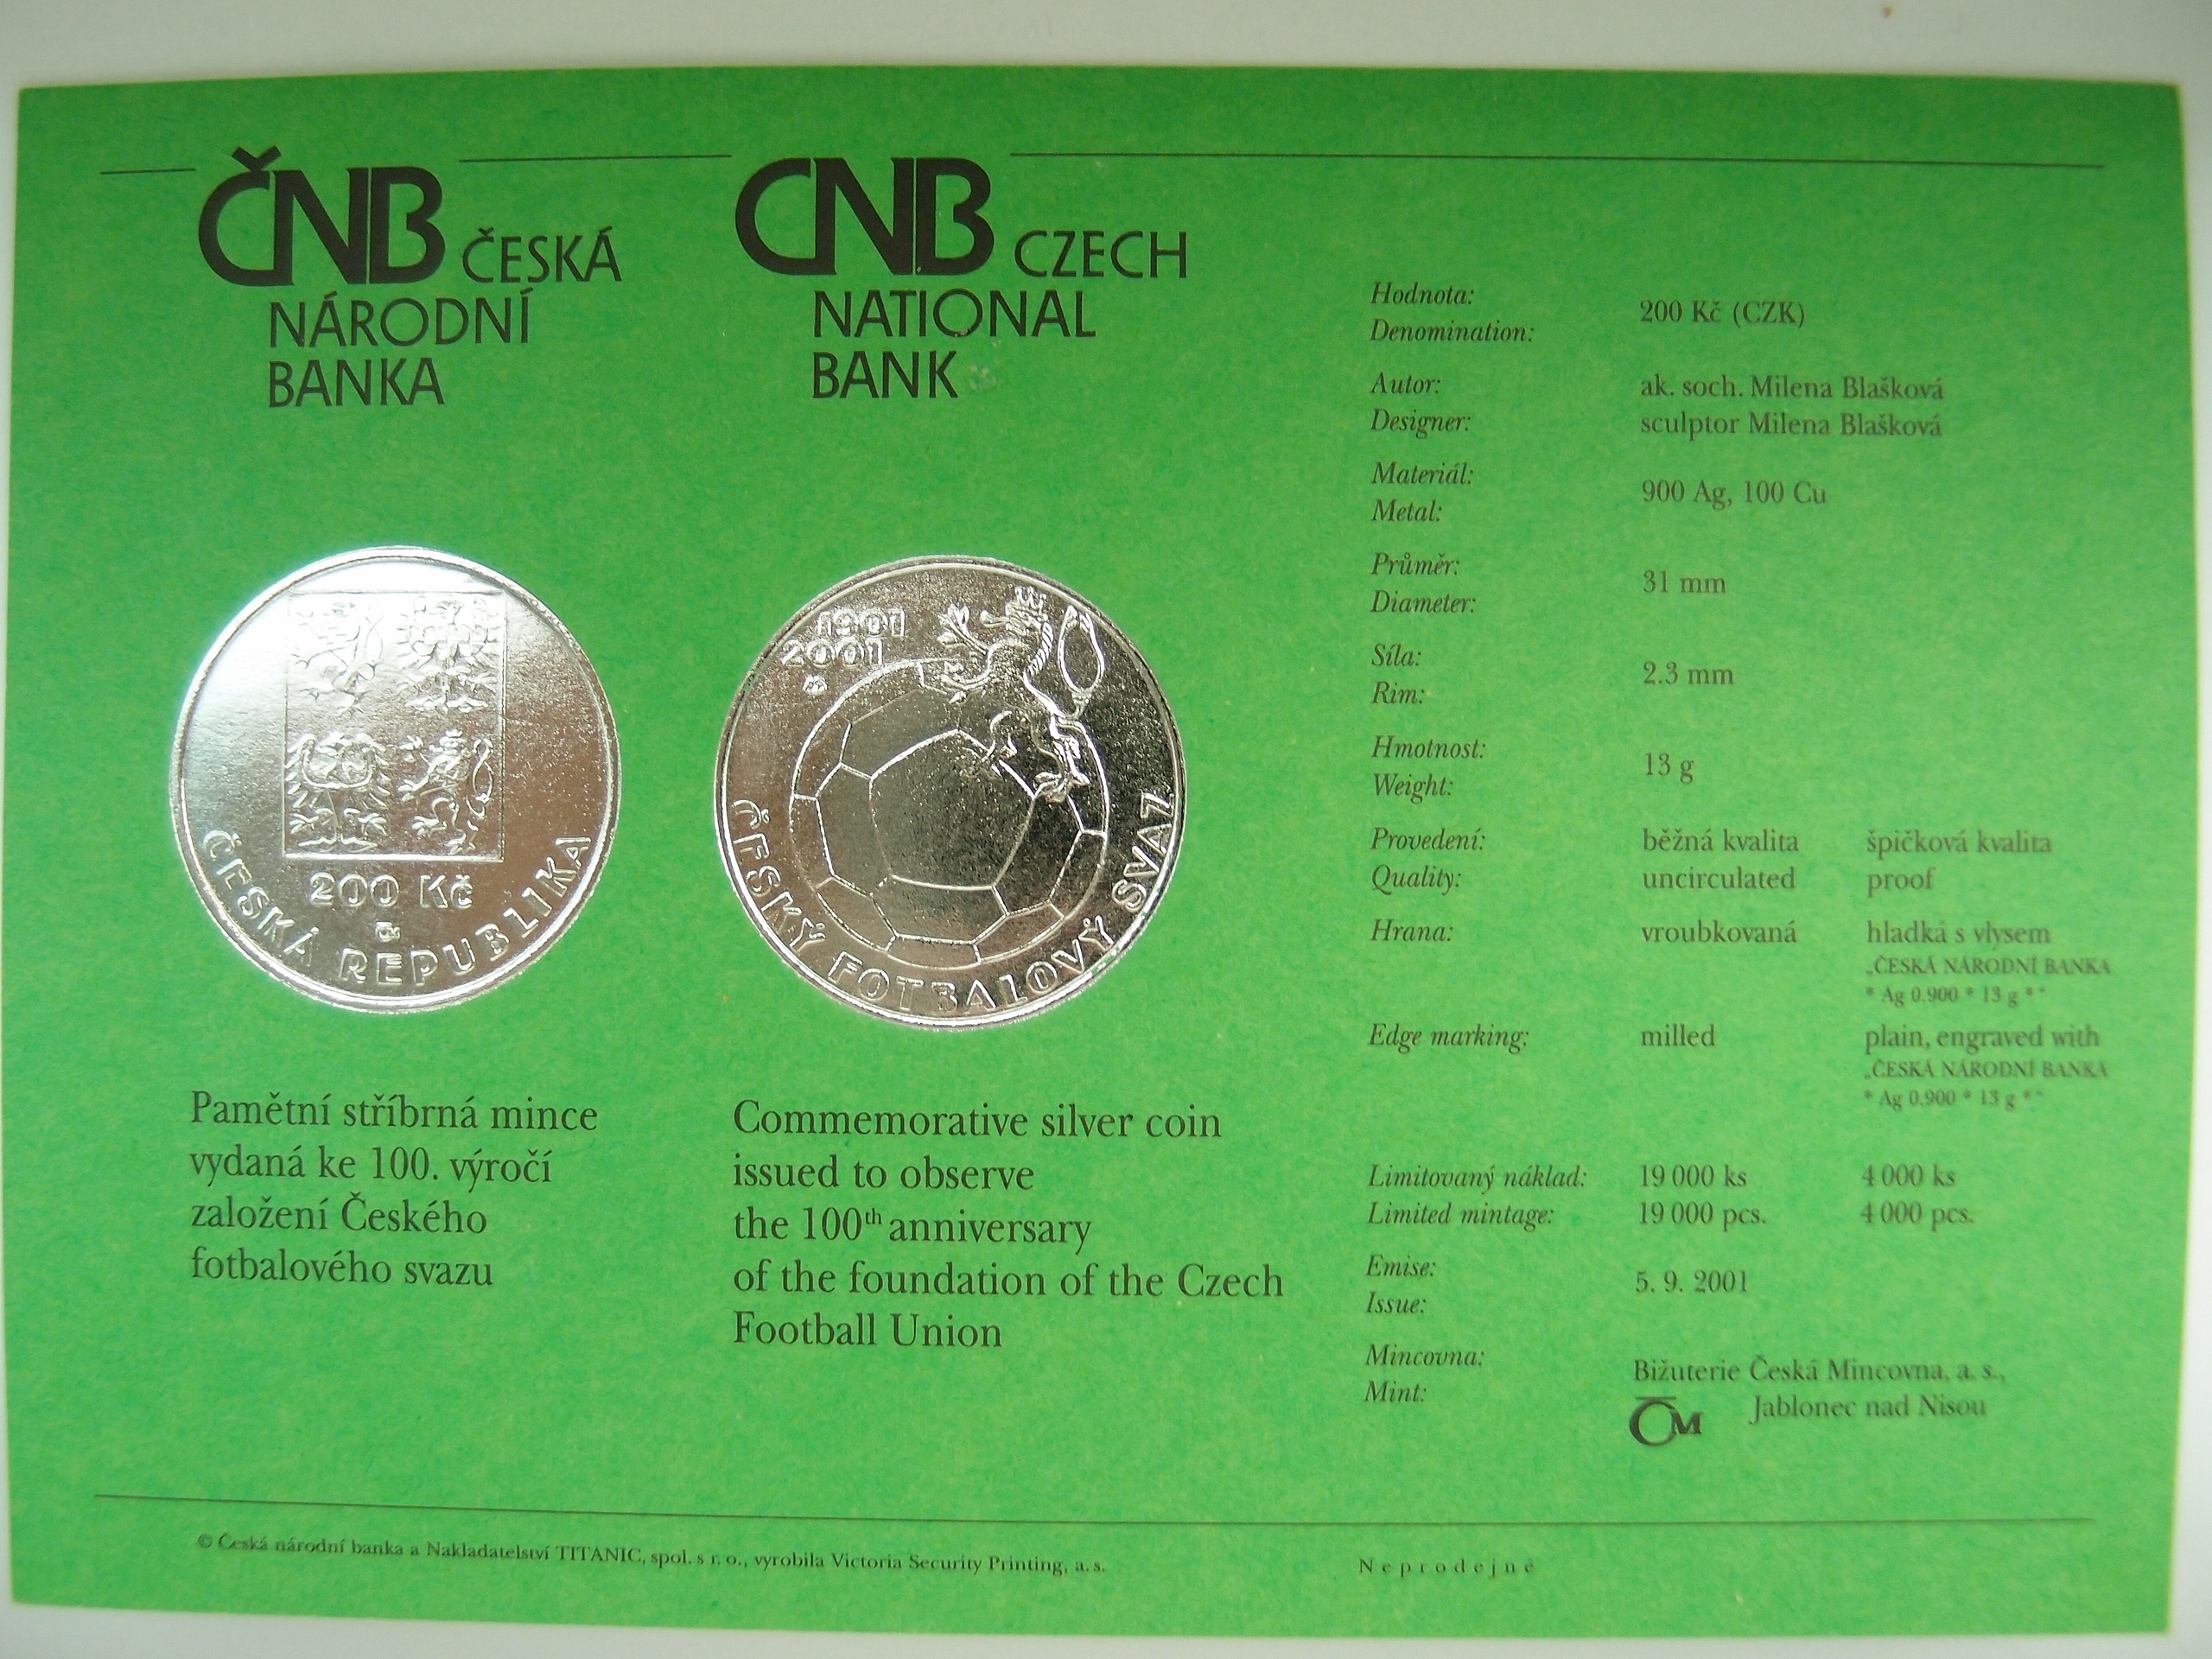 ČNB ČESKÁ
NÁRODNÍ
BANKA
CNB CZECH
NATIONAL
BANK
ČESKÁ REPUBLIKA
200 Kč
1901
2001
ČESKÝ FOTBALOVÝ SVAZ
Pamětní stříbrná mince
vydaná ke 100. výročí
založení Českého
fotbalového svazu
Commemorative silver coin
issued to observe
the 100th anniversary
of the foundation of the Czech
Football Union
Hodnota:
Denomination:
200 Kč (CZK)
Autor: ak. soch. Milena Blašková
Designer: sculptor Milena Blašková
Materiál:
Metal:
900 Ag, 100 Cu
Průměr:
Diameter:
31 mm
Síla:
Rim:
2.3 mm
Hmotnost:
Weight:
13 g
Provedení: běžná kvalita špičková kvalita
Quality: uncirculated proof
Hrana: vroubkovaná hladká s vlysem
„ČESKÁ NÁRODNÍ BANKA
* Ag 0.900 * 13 g *“
Edge marking: milled plain, engraved with
„ČESKÁ NÁRODNÍ BANKA
* Ag 0.900 * 13 g *“
Limitovaný náklad: 19 000 ks 4 000 ks
Limited mintage: 19 000 pcs. 4 000 pcs.
Emise:
Issue:
5. 9. 2001
Mincovna:
Mint:
Bižuterie Česká Mincovna, a. s.,
ČM Jablonec nad Nisou
© Česká národní banka a Nakladatelství TITANIC, spol. s r. o., vyrobila Victoria Security Printing, a. s.
Neprodejné